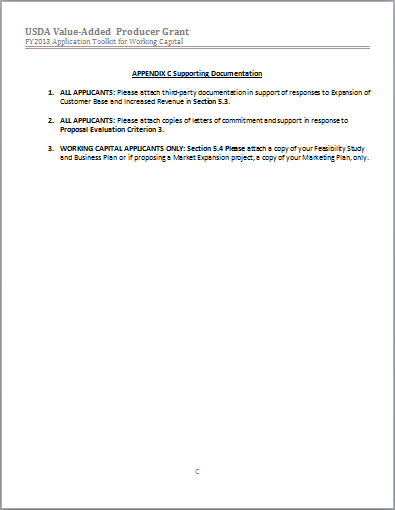 USDA Value-Added Producer Grant
FY2013 Application Toolkit for Working Capital
APPENDIX C Supporting Documentation
1. ALL APPLICANTS: Please attach third-party documentation in support of responses to Expansion of
Customer Base and Increased Revenue in Section 5.3.
2. ALL APPLICANTS: Please attach copies of letters of commitment and support in response to
Proposal Evaluation Criterion 3.
3. WORKING CAPITAL APPLICANTS ONLY: Section 5.4 Please attach a copy of your Feasibility Study
and Business Plan or if proposing a Market Expansion project, a copy of your Marketing Plan, only.
C